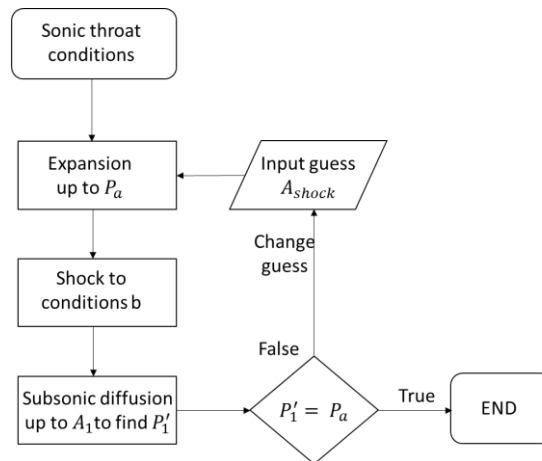 Sonic throat
conditions
Expansion
up to P_a
Input guess
A_shock
Change
guess
Shock to
conditions b
False
Subsonic diffusion
up to A_1 to find P_1'
P_1' = P_a
True
END